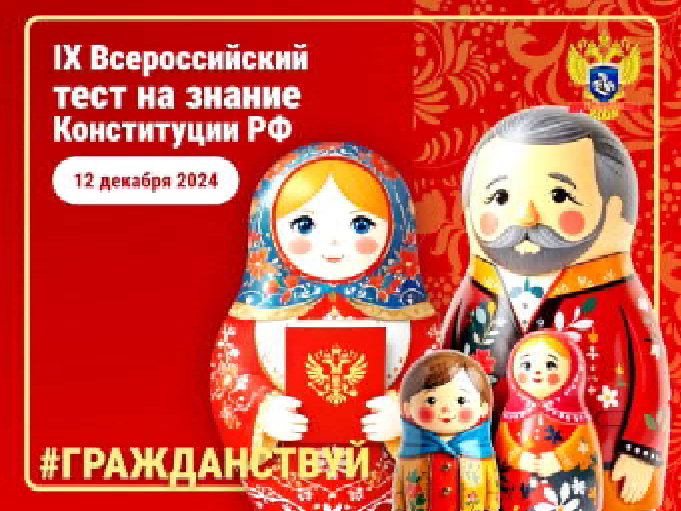 IX Всероссийский
тест на знание
Конституции РФ
12 декабря 2024
#ГРАЖДАНСТВУЙ